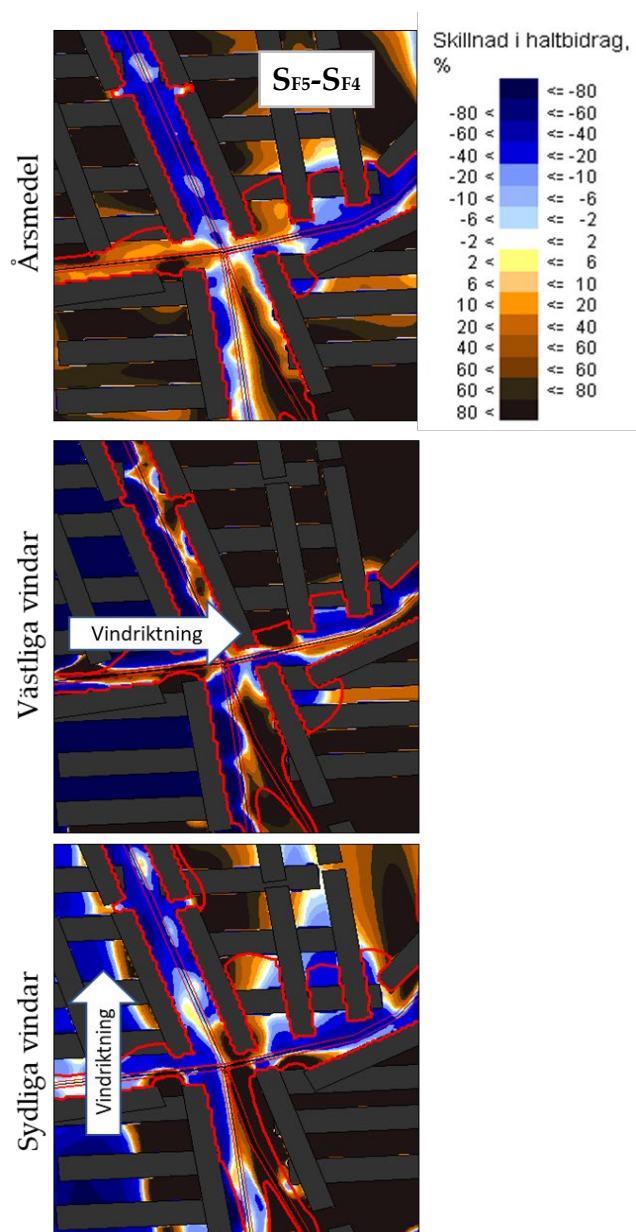 Årsmedel
SF5-SF4
Skillnad i haltbidrag,
%
<= -80
-80 < <= -60
-60 < <= -40
-40 < <= -20
-20 < <= -10
-10 < <= -6
-6 < <= -2
-2 < <= 2
2 < <= 6
6 < <= 10
10 < <= 20
20 < <= 40
40 < <= 60
60 < <= 80
80 <
Västliga vindar
Vindriktning
Sydliga vindar
Vindriktning